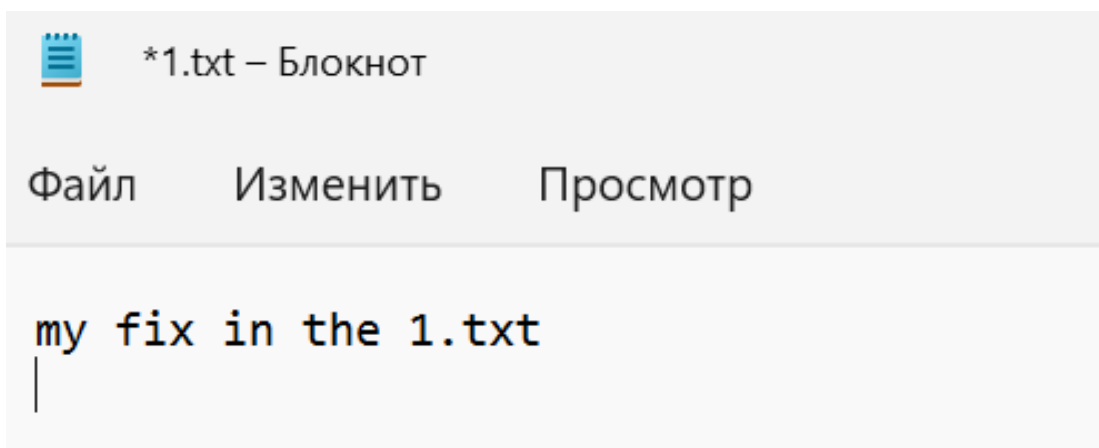 *1.txt – Блокнот
Файл Изменить Просмотр
my fix in the 1.txt